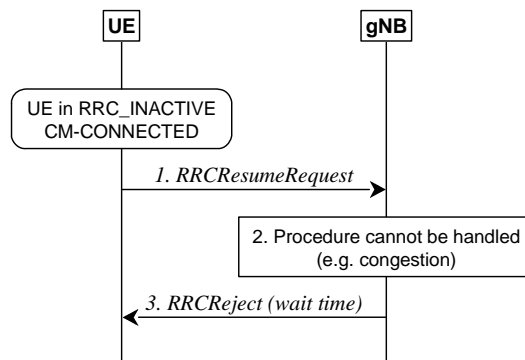 UE
gNB
UE in RRC_INACTIVE
CM-CONNECTED
1. RRCResumeRequest
2. Procedure cannot be handled
(e.g. congestion)
3. RRCReject (wait time)